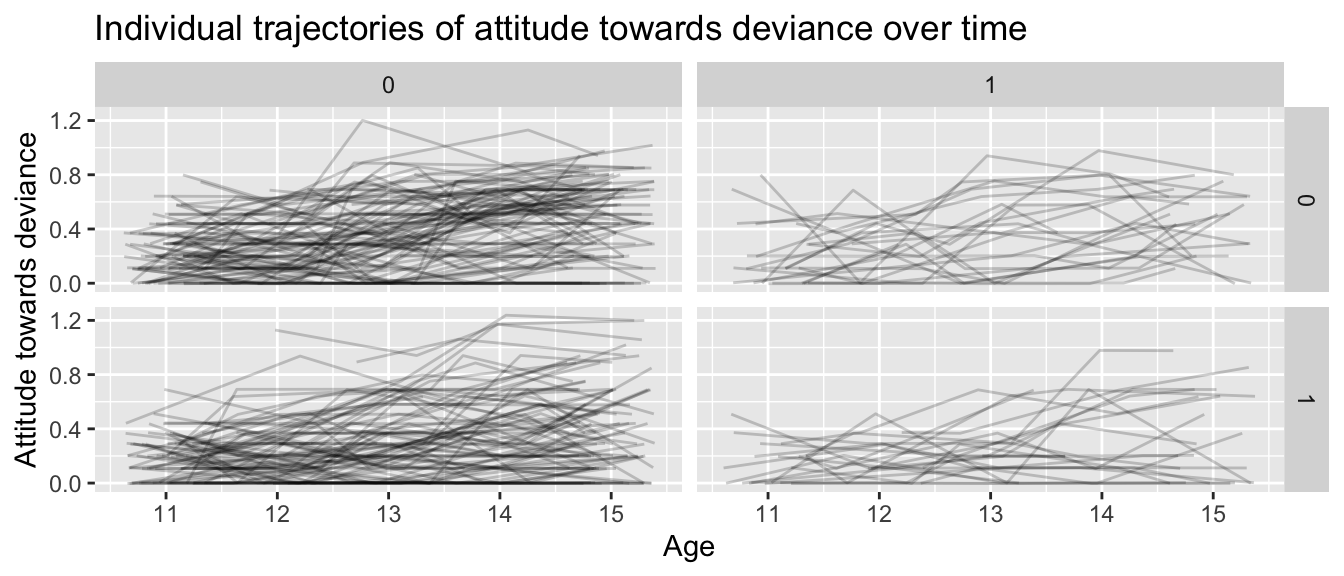 Individual trajectories of attitude towards deviance over time
0
1
1.2
0.8
0.4
0.0
0
1.2
0.8
0.4
0.0
1
Attitude towards deviance
11 12 13 14 15
11 12 13 14 15
Age